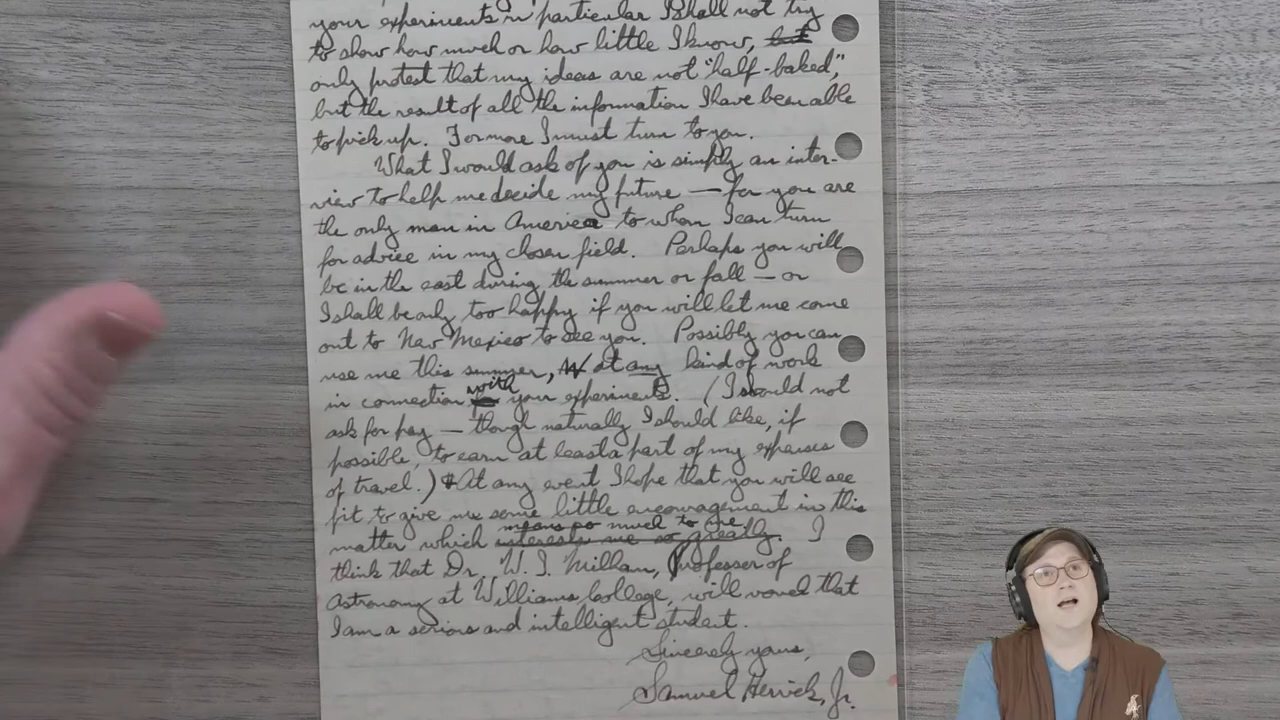 your experiments in particular I shall not try
to show how much or how little I know, but
only protest that my ideas are not "half-baked,"
but the result of all the information I have been able
to pick up. For more I must turn to you.
What I would ask of you is simply an inter-
view to help me decide my future — for you are
the only man in America to whom I can turn
for advice in my chosen field. Perhaps you will
be in the east during the summer or fall — or
I shall be only too happy if you will let me come
out to New Mexico to see you. Possibly you can
use me this summer, at any kind of work
in connection with your experiments. (I should not
ask for pay — though naturally I should like, if
possible, to earn at least a part of my expenses
of travel.) At any event I hope that you will see
fit to give me some little encouragement in this
means so much to me
matter which interests me so greatly. I
think that Dr. W. I. Milham, Professor of
Astronomy at Williams College, will vouch that
I am a serious and intelligent student.
Sincerely yours,
Samuel Herrick, Jr.